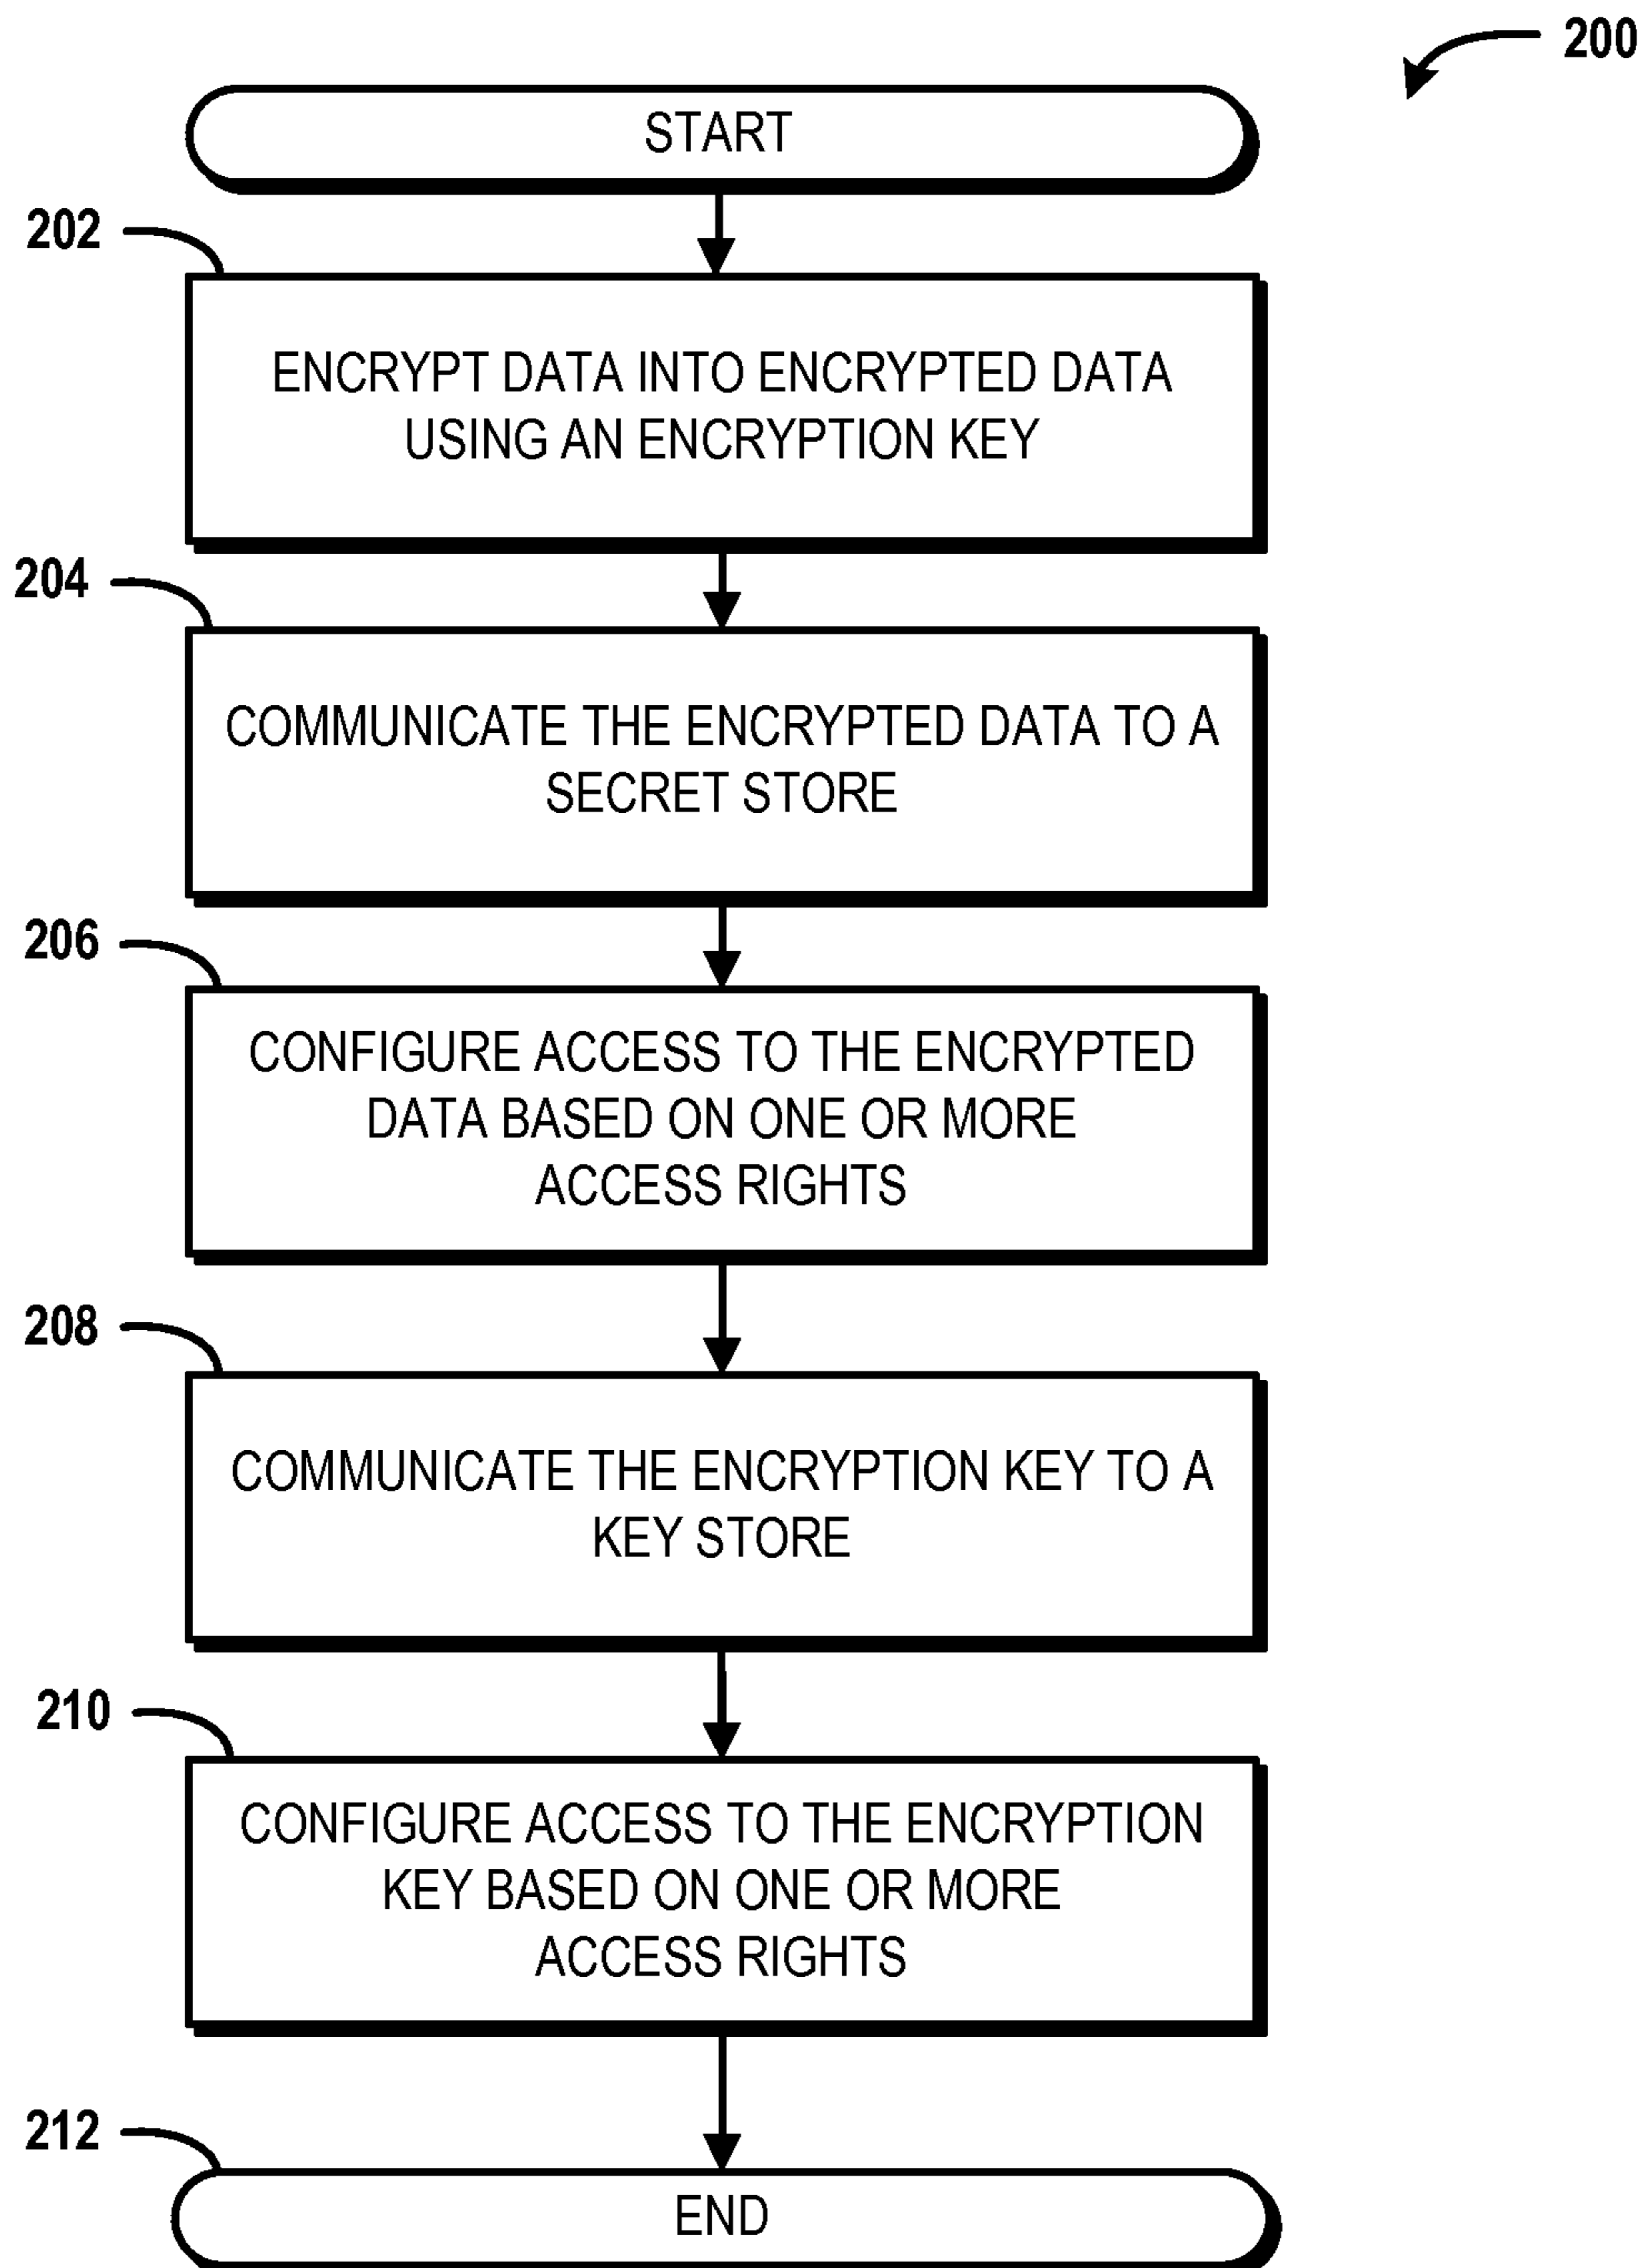 200
START
202
ENCRYPT DATA INTO ENCRYPTED DATA
USING AN ENCRYPTION KEY
204
COMMUNICATE THE ENCRYPTED DATA TO A
SECRET STORE
206
CONFIGURE ACCESS TO THE ENCRYPTED
DATA BASED ON ONE OR MORE
ACCESS RIGHTS
208
COMMUNICATE THE ENCRYPTION KEY TO A
KEY STORE
210
CONFIGURE ACCESS TO THE ENCRYPTION
KEY BASED ON ONE OR MORE
ACCESS RIGHTS
212
END